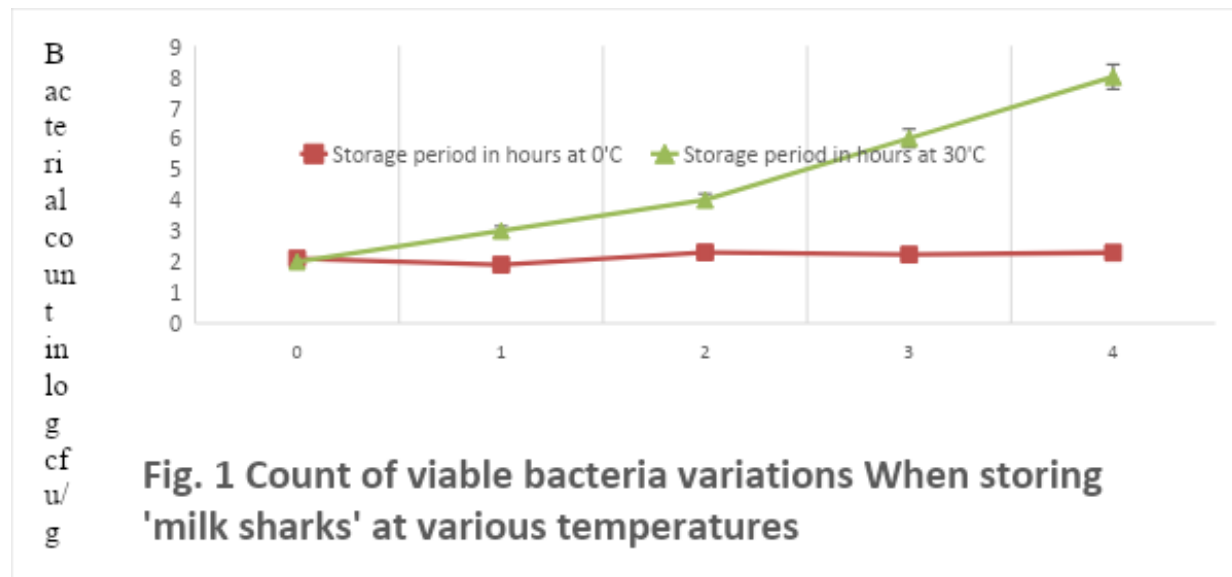 B
ac
te
ri
al
co
un
t
in
lo
g
cf
u/
g
9
8
7
6
5
4
3
2
1
0
Storage period in hours at 0'C Storage period in hours at 30'C
0 1 2 3 4
Fig. 1 Count of viable bacteria variations When storing
'milk sharks' at various temperatures